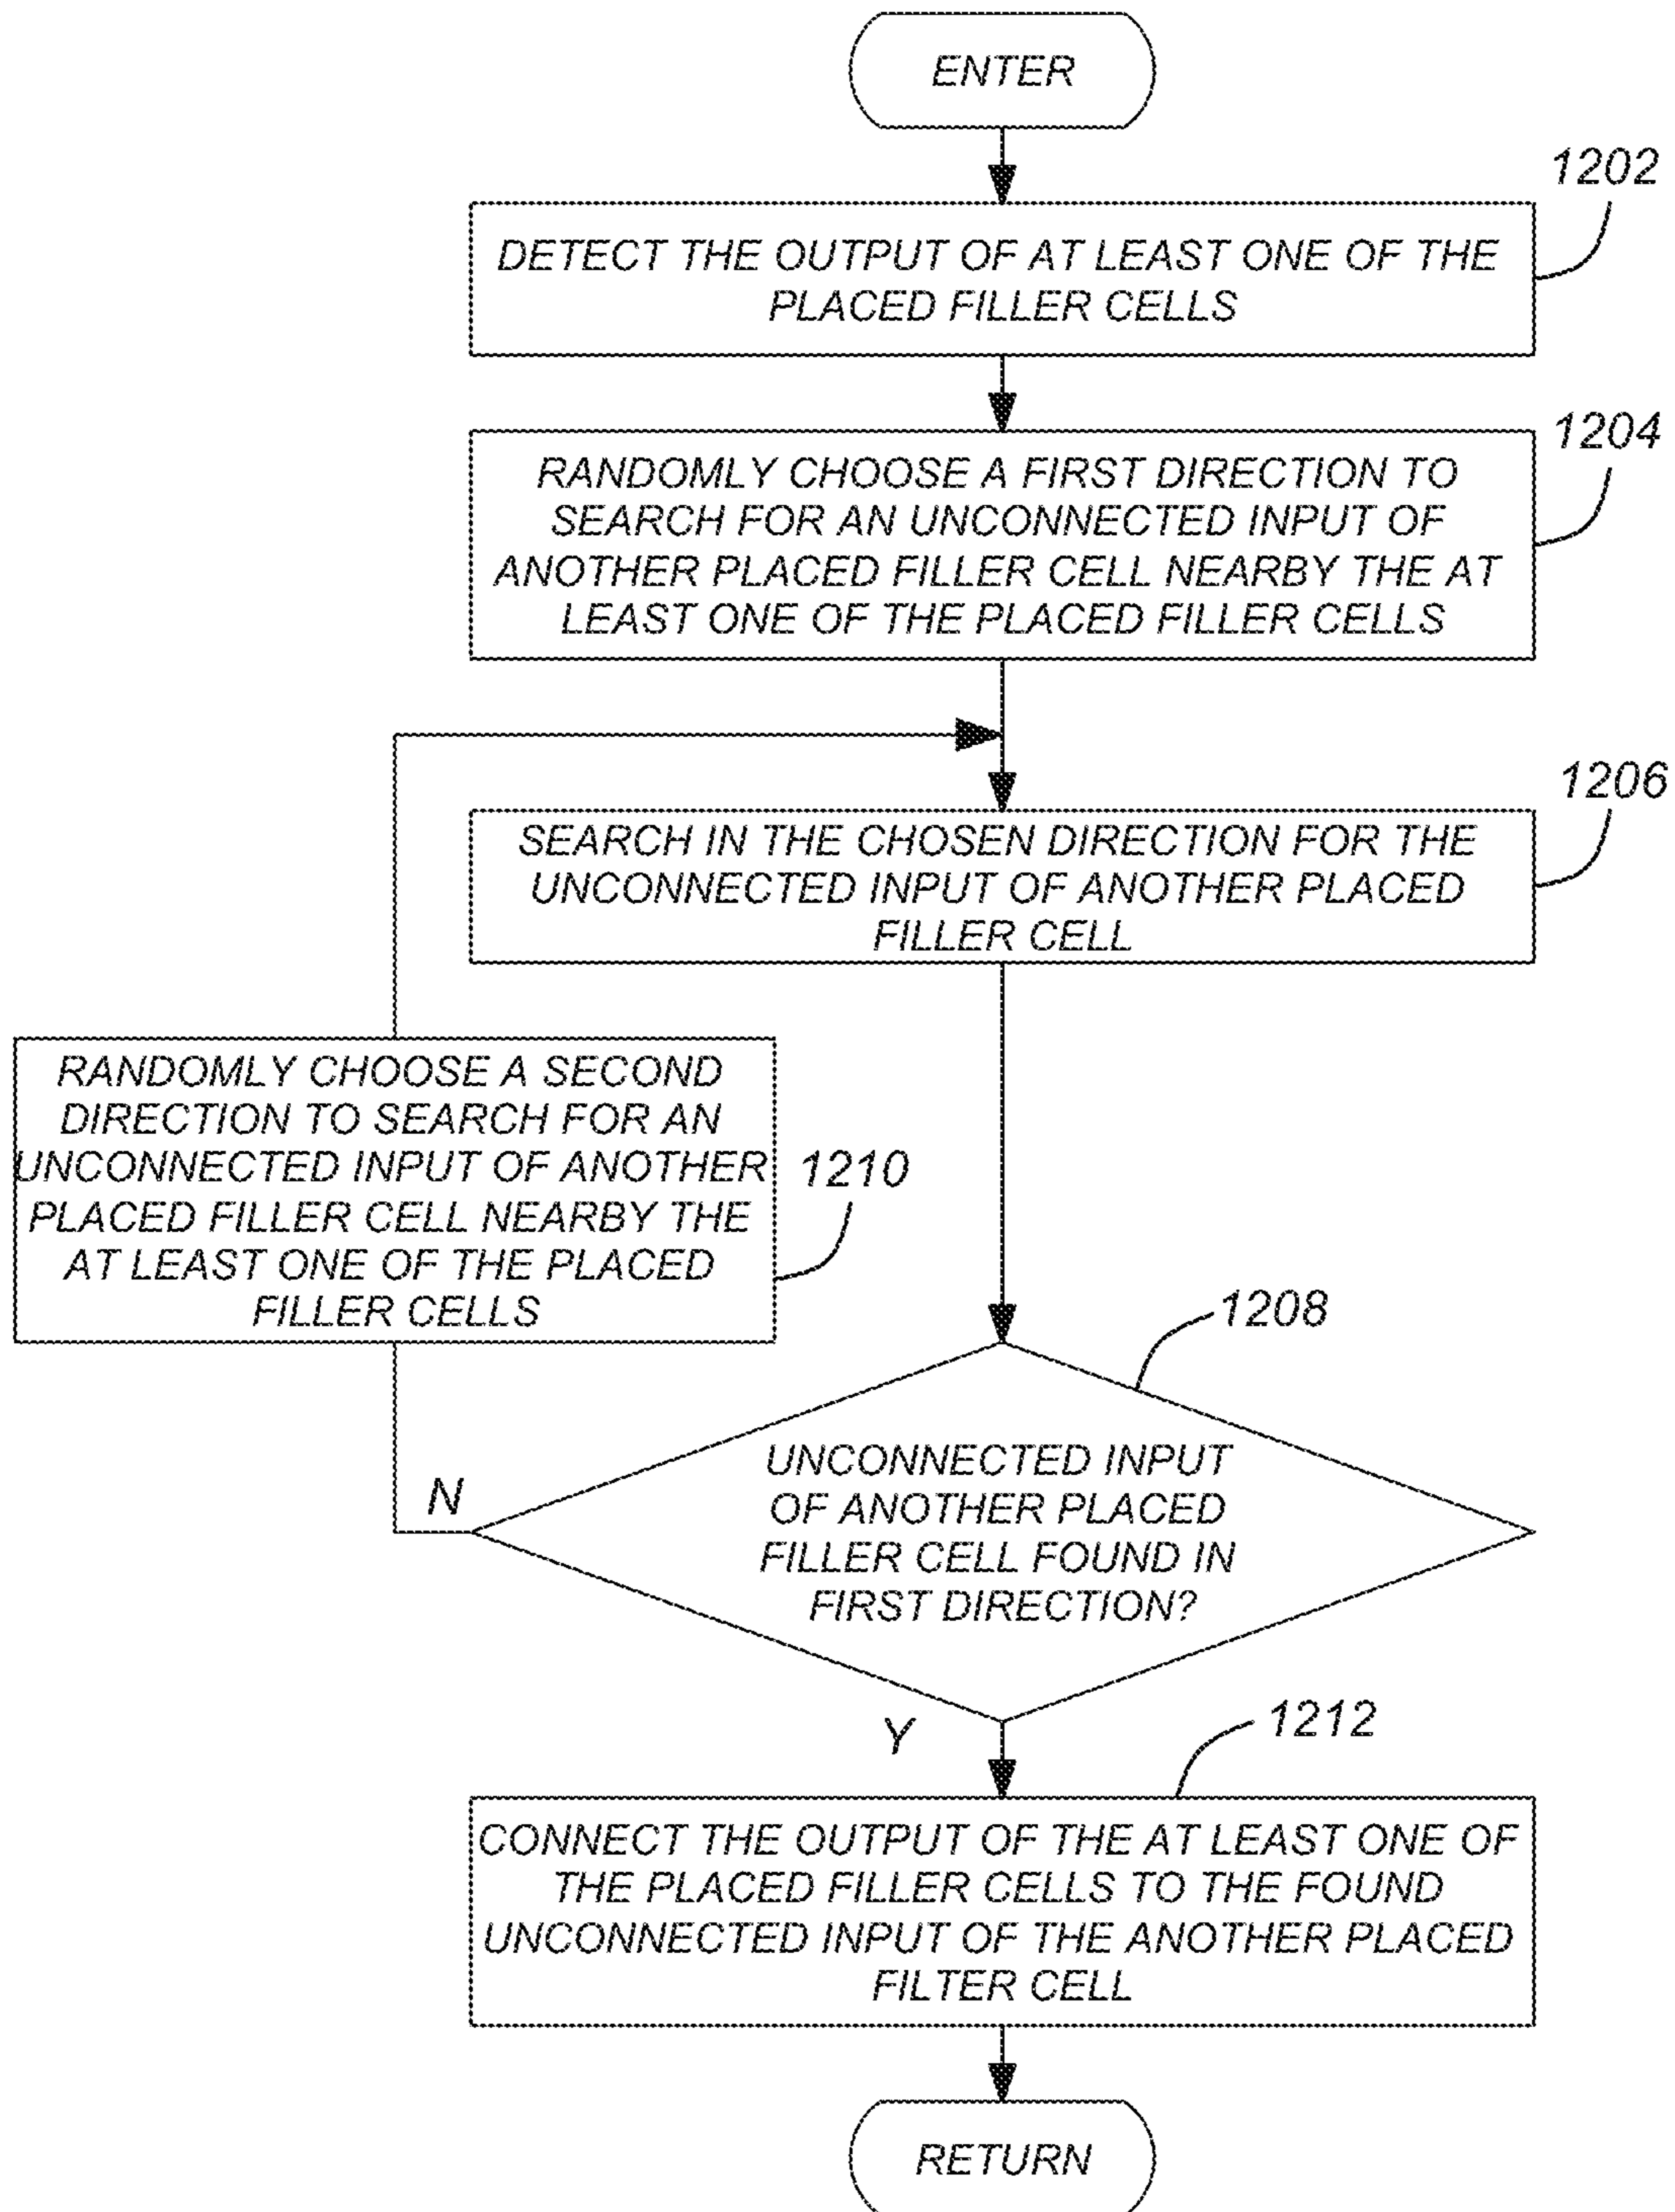 ENTER
1202
DETECT THE OUTPUT OF AT LEAST ONE OF THE
PLACED FILLER CELLS
1204
RANDOMLY CHOOSE A FIRST DIRECTION TO
SEARCH FOR AN UNCONNECTED INPUT OF
ANOTHER PLACED FILLER CELL NEARBY THE AT
LEAST ONE OF THE PLACED FILLER CELLS
1206
SEARCH IN THE CHOSEN DIRECTION FOR THE
UNCONNECTED INPUT OF ANOTHER PLACED
FILLER CELL
RANDOMLY CHOOSE A SECOND
DIRECTION TO SEARCH FOR AN
UNCONNECTED INPUT OF ANOTHER
PLACED FILLER CELL NEARBY THE
AT LEAST ONE OF THE PLACED
FILLER CELLS
1210
1208
UNCONNECTED INPUT
OF ANOTHER PLACED
FILLER CELL FOUND IN
FIRST DIRECTION?
N
Y
1212
CONNECT THE OUTPUT OF THE AT LEAST ONE OF
THE PLACED FILLER CELLS TO THE FOUND
UNCONNECTED INPUT OF THE ANOTHER PLACED
FILTER CELL
RETURN